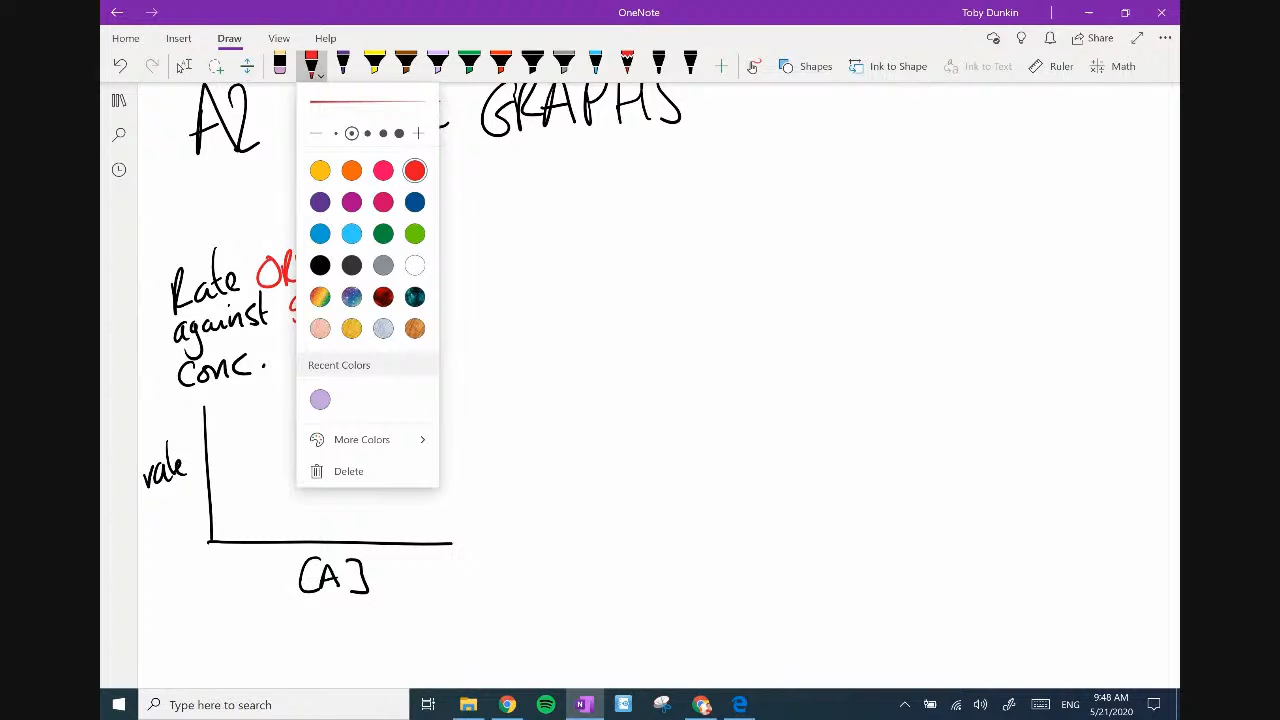 OneNote
Toby Dunkin
Home Insert Draw View Help
Share
Shapes Ink to Shape Ink to Text Ruler Math
A2 GRAPHS
Rate OR
against
conc.
Recent Colors
More Colors
Delete
rate
[A]
Type here to search
9:48 AM
5/21/2020